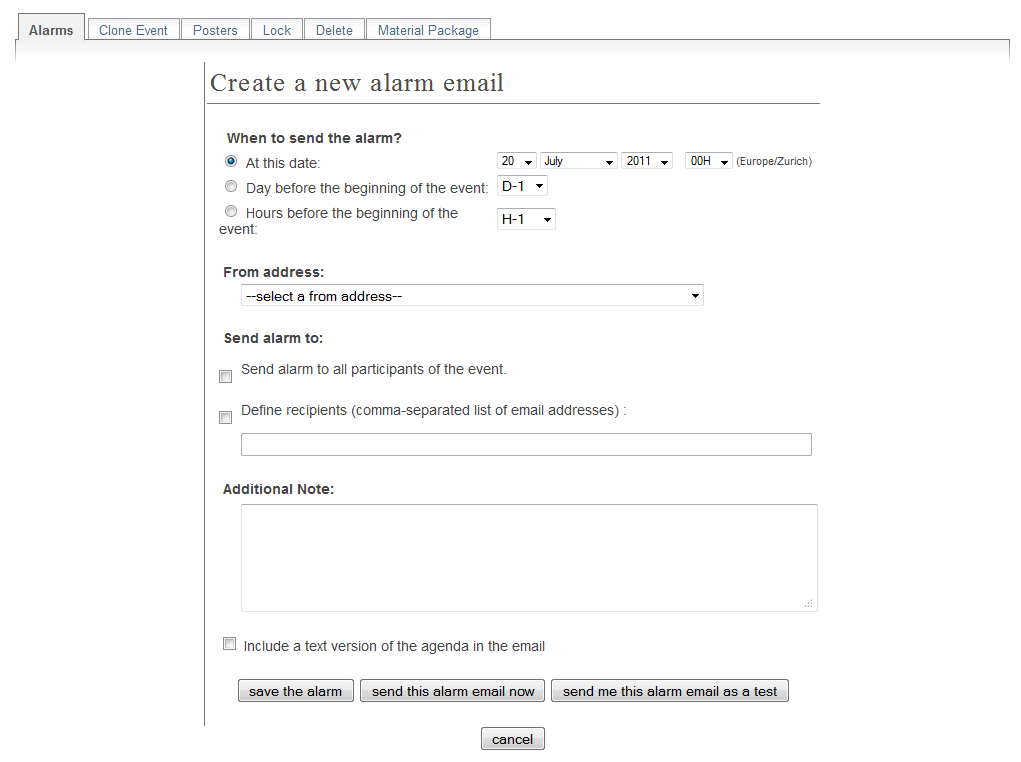 Alarms Clone Event Posters Lock Delete Material Package
Create a new alarm email
When to send the alarm?
At this date: 20 July 2011 00H (Europe/Zurich)
Day before the beginning of the event: D-1
Hours before the beginning of the
event: H-1
From address:
--select a from address--
Send alarm to:
Send alarm to all participants of the event.
Define recipients (comma-separated list of email addresses) :
Additional Note:
Include a text version of the agenda in the email
save the alarm send this alarm email now send me this alarm email as a test
cancel